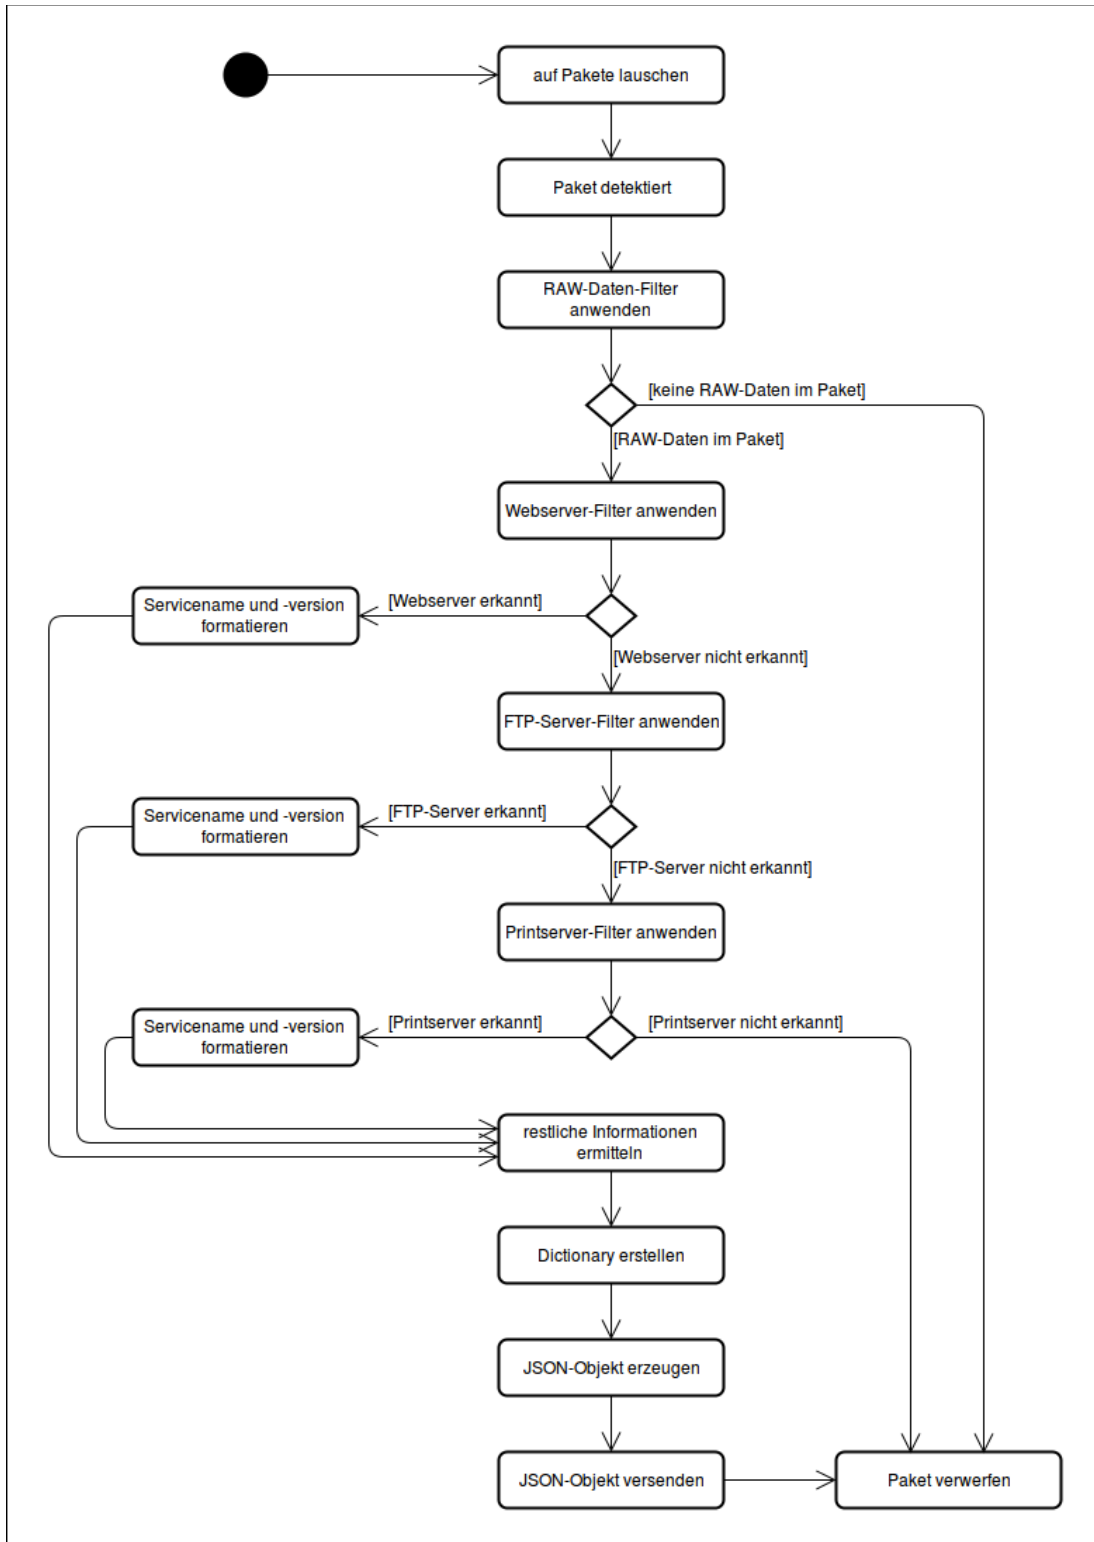 auf Pakete lauschen
Paket detektiert
RAW-Daten-Filter
anwenden
[keine RAW-Daten im Paket]
[RAW-Daten im Paket]
Webserver-Filter anwenden
Servicename und -version
formatieren
[Webserver erkannt]
[Webserver nicht erkannt]
FTP-Server-Filter anwenden
Servicename und -version
formatieren
[FTP-Server erkannt]
[FTP-Server nicht erkannt]
Printserver-Filter anwenden
Servicename und -version
formatieren
[Printserver erkannt]
[Printserver nicht erkannt]
restliche Informationen
ermitteln
Dictionary erstellen
JSON-Objekt erzeugen
JSON-Objekt versenden
Paket verwerfen